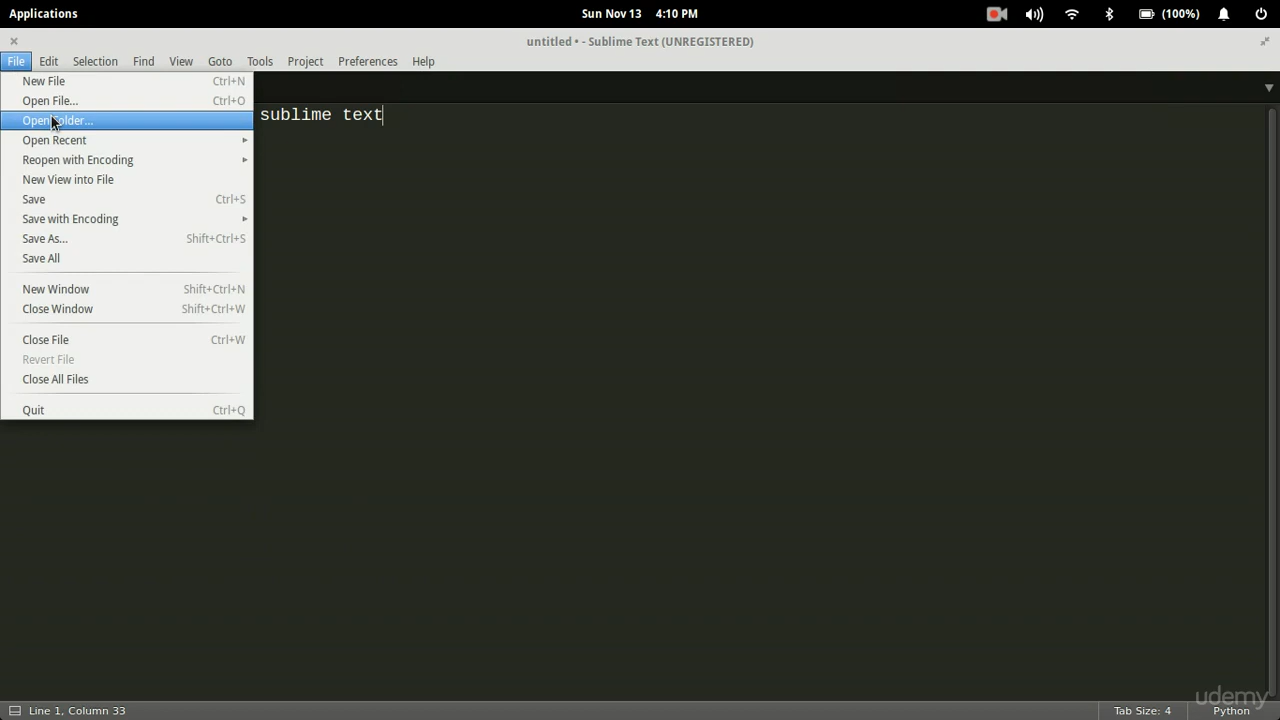 Applications
Sun Nov 13 4:10 PM
(100%)
untitled • - Sublime Text (UNREGISTERED)
File Edit Selection Find View Goto Tools Project Preferences Help
New File Ctrl+N
Open File... Ctrl+O
Open Folder...
sublime text
Open Recent
Reopen with Encoding
New View into File
Save Ctrl+S
Save with Encoding
Save As... Shift+Ctrl+S
Save All
New Window Shift+Ctrl+N
Close Window Shift+Ctrl+W
Close File Ctrl+W
Revert File
Close All Files
Quit Ctrl+Q
udemy
Line 1, Column 33
Tab Size: 4
Python